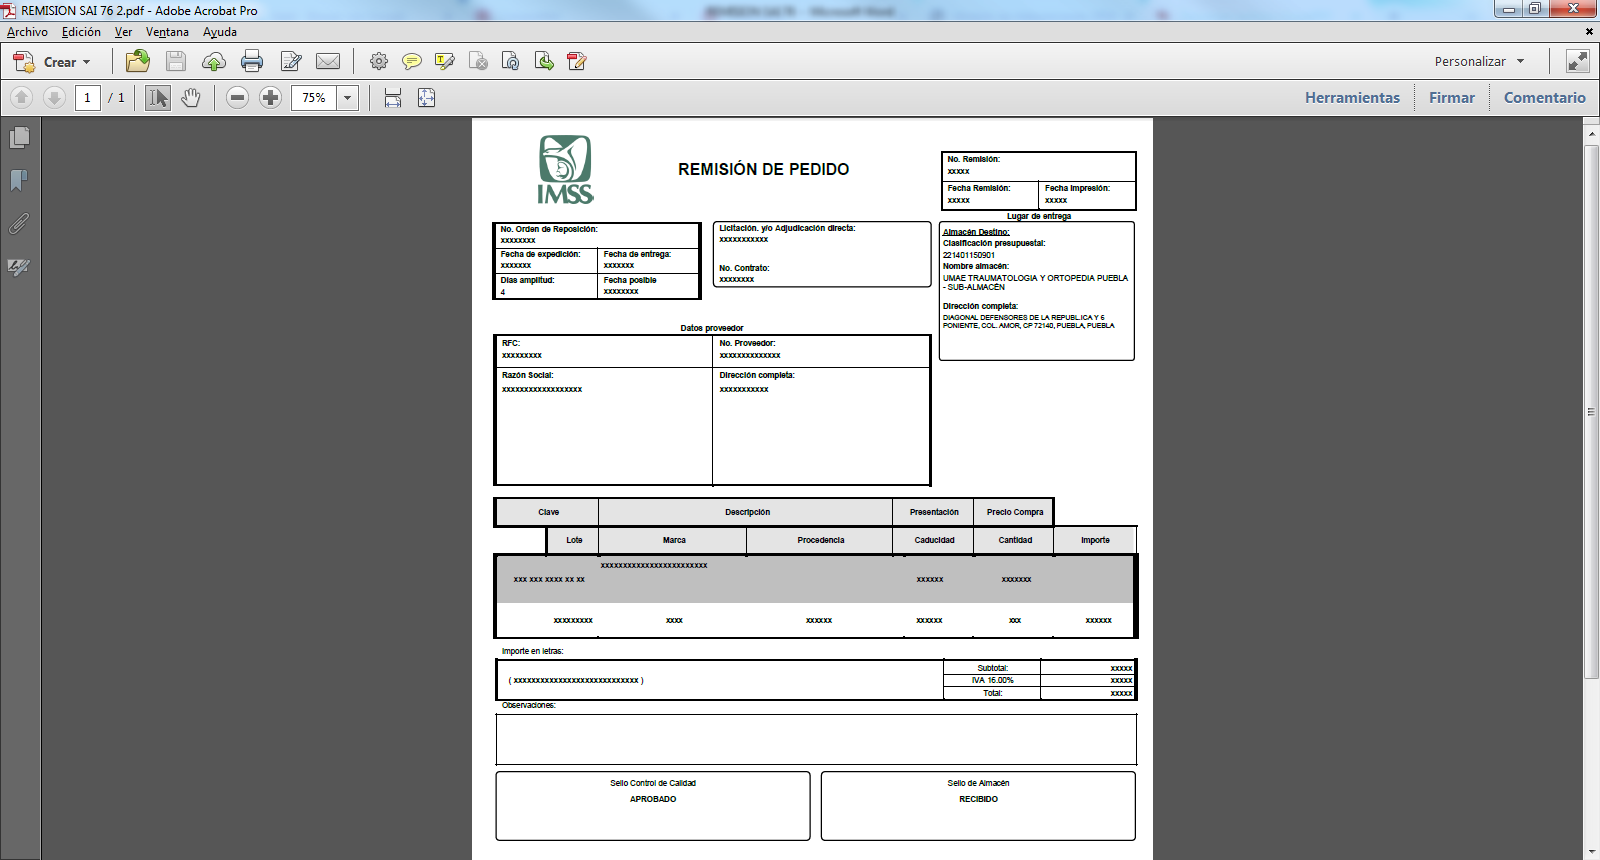 REMISION SAI 76 2.pdf - Adobe Acrobat Pro
Archivo Edición Ver Ventana Ayuda
Crear
Personalizar
1 / 1
75%
Herramientas Firmar Comentario
IMSS
REMISIÓN DE PEDIDO
No. Remisión:
xxxxx
Fecha Remisión: Fecha Impresión:
xxxxx xxxxx
Lugar de entrega
No. Orden de Reposición:
xxxxxxxx
Fecha de expedición: Fecha de entrega:
xxxxxxx xxxxxxx
Días amplitud: Fecha posible
4 xxxxxxxx
Licitación. y/o Adjudicación directa:
xxxxxxxxxxx
No. Contrato:
xxxxxxxx
Almacén Destino:
Clasificación presupuestal:
221401150901
Nombre almacén:
UMAE TRAUMATOLOGIA Y ORTOPEDIA PUEBLA
- SUB-ALMACÉN
Dirección completa:
DIAGONAL DEFENSORES DE LA REPUBLICA Y 6
PONIENTE, COL. AMOR, CP 72140, PUEBLA, PUEBLA
Datos proveedor
RFC: No. Proveedor:
xxxxxxxxx xxxxxxxxxxxxxx
Razón Social: Dirección completa:
xxxxxxxxxxxxxxxxxx xxxxxxxxxxx
Clave Descripción Presentación Precio Compra
Lote Marca Procedencia Caducidad Cantidad Importe
xxxxxxxxxxxxxxxxxxxxxxxx
xxx xxx xxxx xx xx xxxxxx xxxxxxx
xxxxxxxxx xxxx xxxxxx xxxxxx xxx xxxxxx
Importe en letras:
( xxxxxxxxxxxxxxxxxxxxxxxxxxxx )
Subtotal: xxxxx
IVA 16.00% xxxxx
Total: xxxxx
Observaciones:
Sello Control de Calidad
APROBADO
Sello de Almacén
RECIBIDO